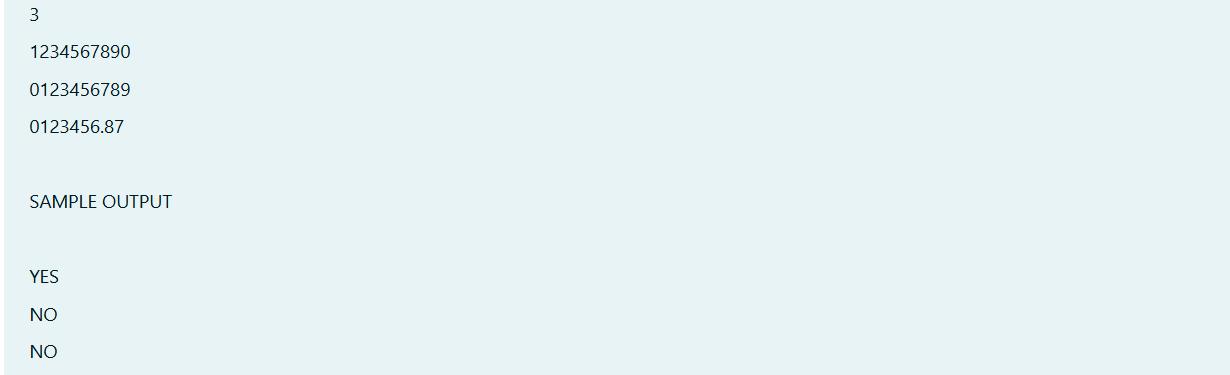 3
1234567890
0123456789
0123456.87
SAMPLE OUTPUT
YES
NO
NO